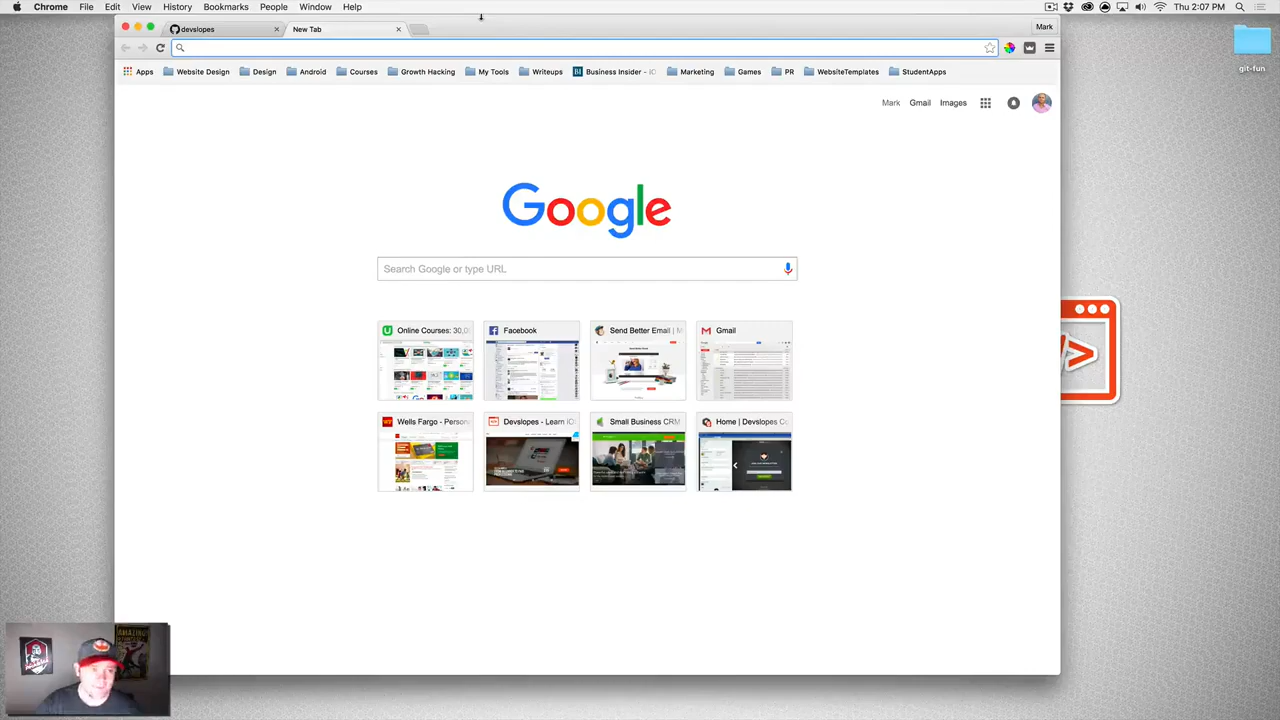 Chrome File Edit View History Bookmarks People Window Help Thu 2:07 PM
devslopes New Tab Mark
Apps Website Design Design Android Courses Growth Hacking My Tools Writeups Business Insider Marketing Games PR WebsiteTemplates StudentApps
git-fun
Mark Gmail Images
Google
Search Google or type URL
Online Courses: 30,0 Facebook Send Better Email | M Gmail
Wells Fargo - Person Devslopes - Learn iOS Small Business CRM Home | Devslopes Co
</>